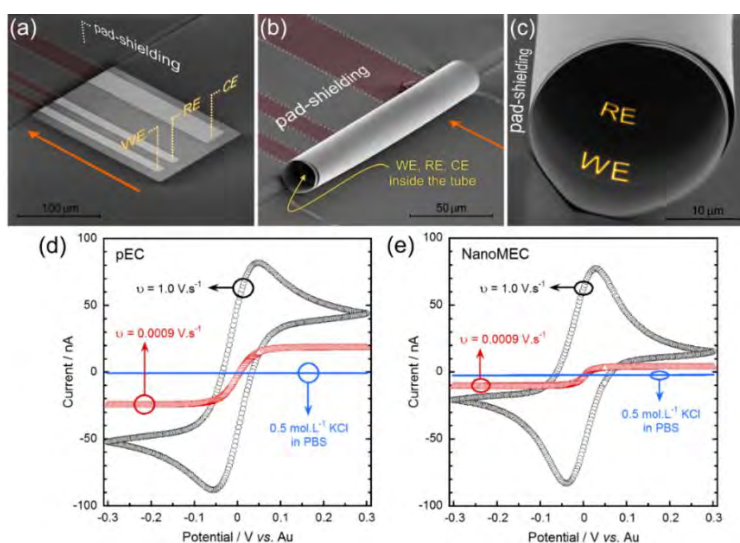 (a)
pad-shielding
WE
RE
CE
100 μm
(b)
pad-shielding
WE, RE, CE
inside the tube
50 μm
(c)
pad-shielding
RE
WE
10 μm
(d)
pEC
υ = 1.0 V.s⁻¹
υ = 0.0009 V.s⁻¹
0.5 mol.L⁻¹ KCl
in PBS
Current / nA
100
50
0
-50
-100
-0.3 -0.2 -0.1 0 0.1 0.2 0.3
Potential / V vs. Au
(e)
NanoMEC
υ = 1.0 V.s⁻¹
υ = 0.0009 V.s⁻¹
0.5 mol.L⁻¹ KCl
in PBS
Current / nA
100
50
0
-50
-100
-0.3 -0.2 -0.1 0 0.1 0.2 0.3
Potential / V vs. Au